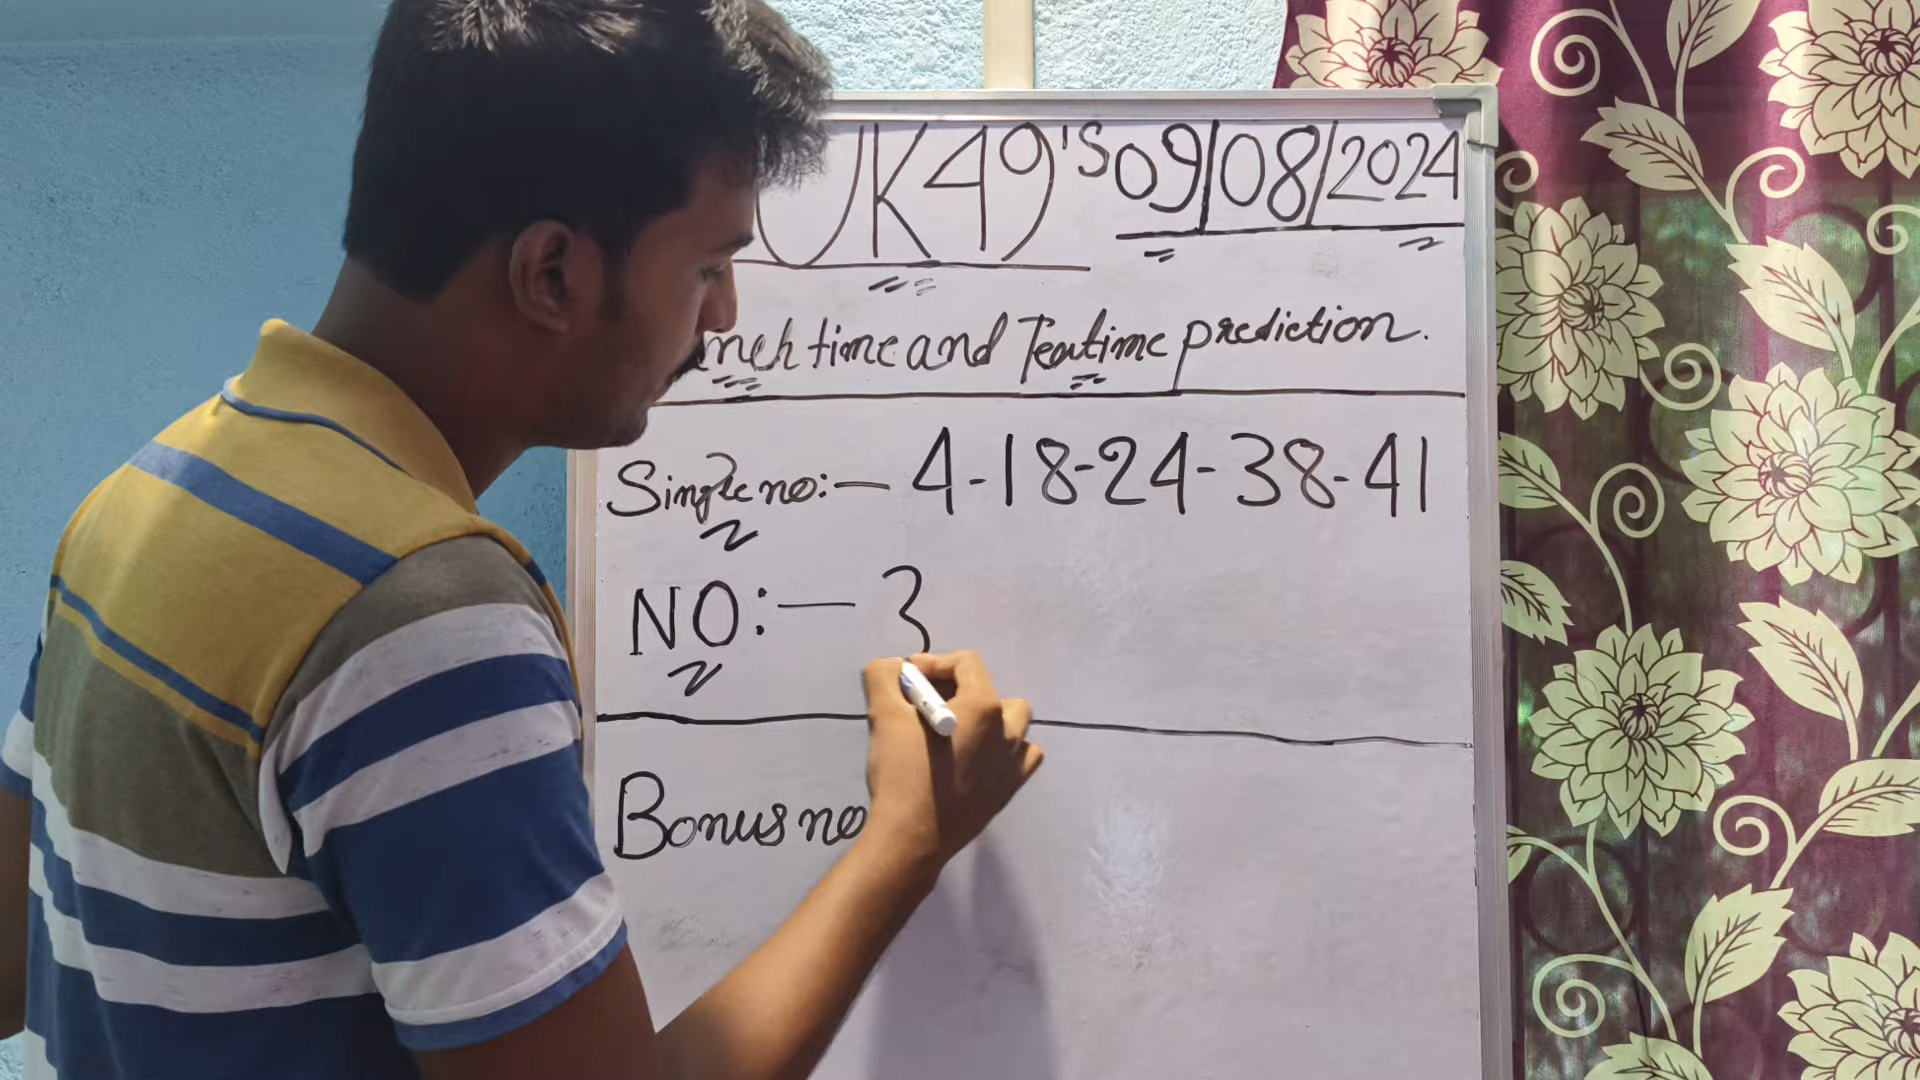 UK49'S 09/08/2024
time and Teatime prediction.
Single no:- 4-18-24-38-41
NO:- 3
Bonus no